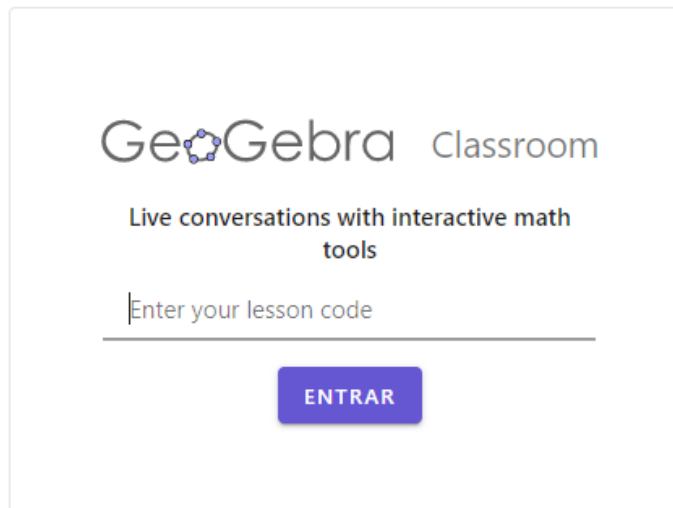 GeoGebra Classroom
Live conversations with interactive math
tools
Enter your lesson code
ENTRAR